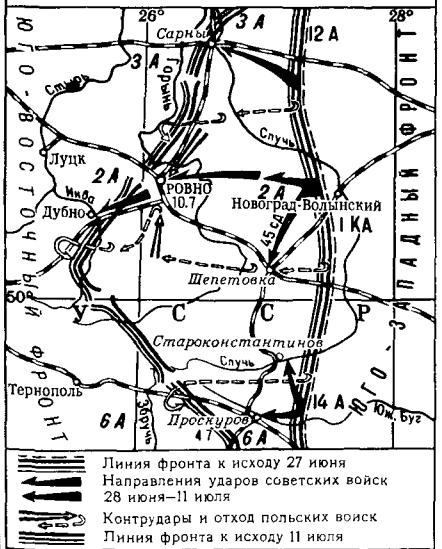 26°
28°
ЮГО-ВОСТОЧНЫЙ ФРОНТ
ЮГО-ЗАПАДНЫЙ ФРОНТ
Сарны
3 А
3 А
12 А
Горынь
Стырь
Случь
Луцк
2 А
Иква
РОВНО
10.7
2 А
Дубно
Новоград-Волынский
1 КА
45 сд
Шепетовка
50°
У С С Р
Староконстантинов
Случь
Тернополь
Збруч
6 А
Проскуров
4 7
6 А
14 А
Юж. Буг
Линия фронта к исходу 27 июня
Направления ударов советских войск
28 июня—11 июля
Контрудары и отход польских войск
Линия фронта к исходу 11 июля